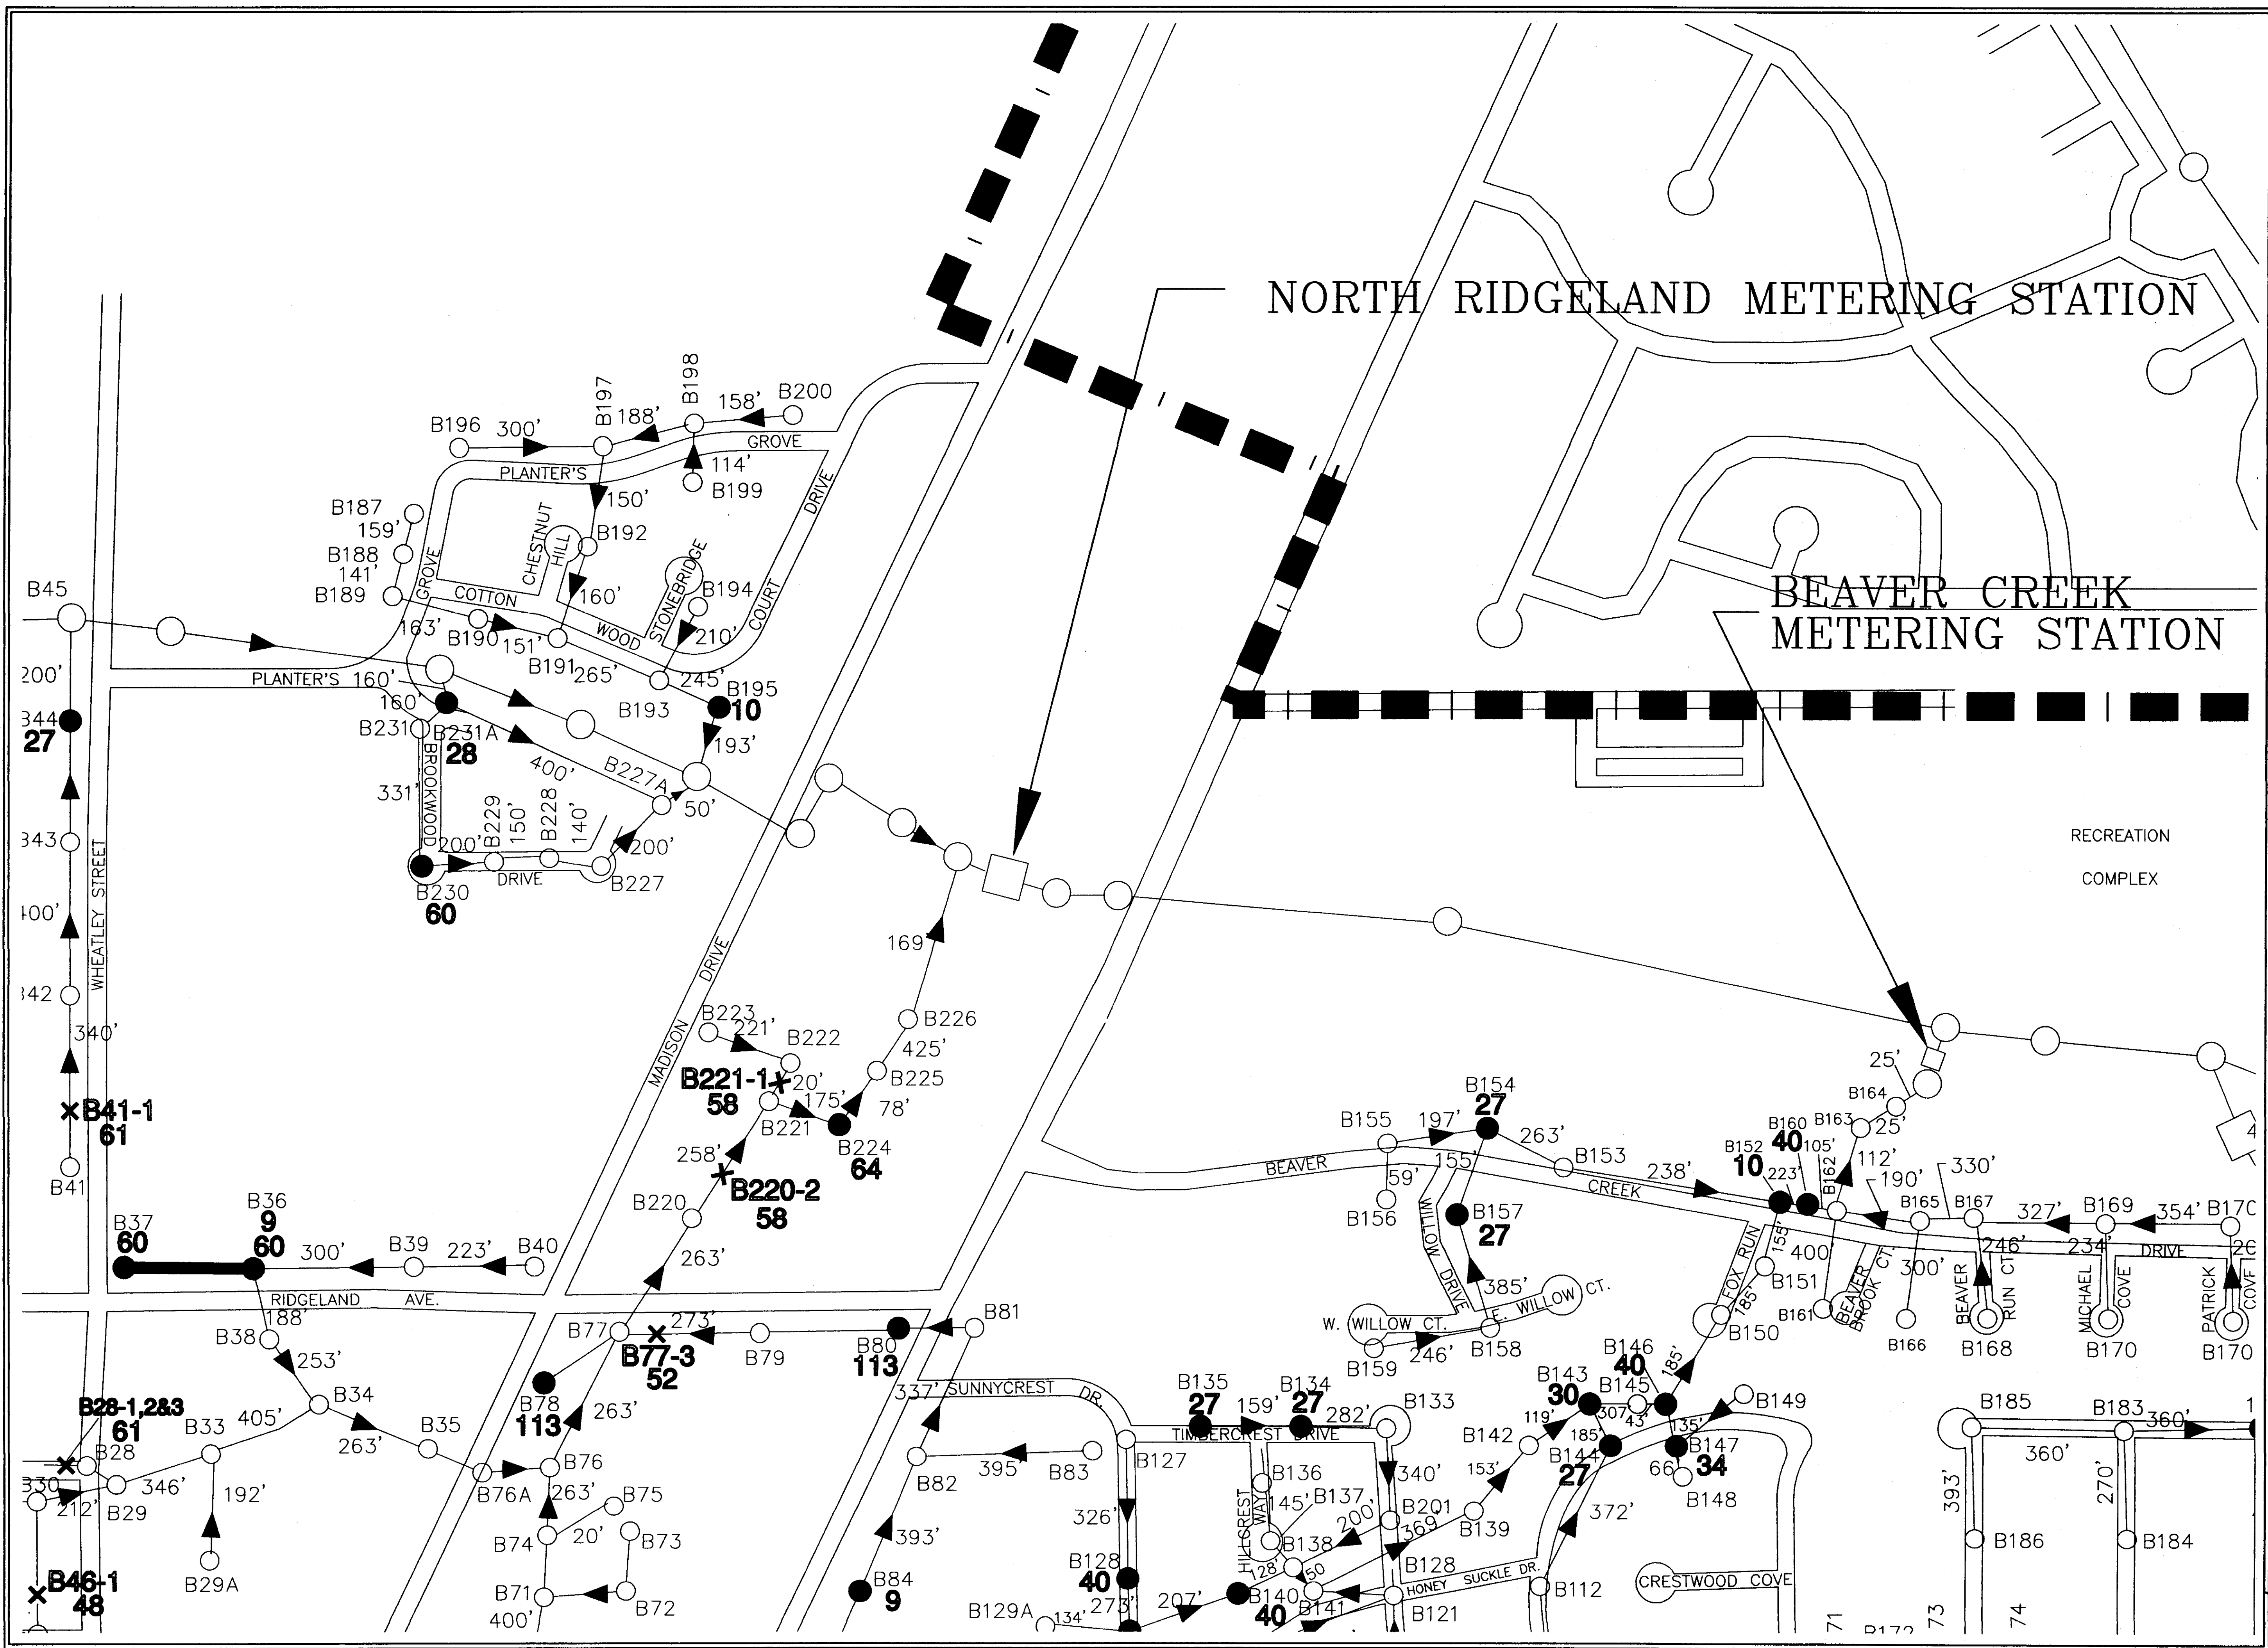 NORTH RIDGELAND METERING STATION
BEAVER CREEK
METERING STATION
RECREATION
COMPLEX
B196
300'
B197
188'
B198
158'
B200
GROVE
PLANTER'S
114'
B199
150'
B187
159'
B188
141'
B189
CHESTNUT
HILL
B192
STONEBRIDGE
B194
COURT
DRIVE
GROVE
COTTON
WOOD
160'
210'
B45
163'
B190
151'
B191
265'
B193
245'
B195
10
193'
200'
PLANTER'S
160'
160'
B231
B231A
28
27
400'
B227A
50'
331'
BROOKWOOD
B229
150'
B228
140'
200'
200'
DRIVE
B227
B230
60
WHEATLEY STREET
340'
MADISON
DRIVE
169'
B223
221'
B222
B226
425'
B225
B221-1
58
20'
175'
78'
B221
B224
64
258'
B220-2
58
B220
263'
B41-1
61
B41
B37
60
B36
9
60
300'
B39
223'
B40
RIDGELAND AVE.
188'
B38
253'
B34
B77
273'
B77-3
52
B79
B80
113
B81
B78
113
263'
B28-1,2&3
61
B28
B33
405'
263'
B35
B30
212'
B29
346'
192'
B29A
B76A
B76
263'
B75
20'
B74
B73
B71
B72
400'
B46-1
48
337'
SUNNYCREST DR.
B82
395'
B83
393'
B84
9
B129A
134'
BEAVER
CREEK
DRIVE
B155
197'
B154
27
263'
B153
155'
59'
B156
B157
27
WILLOW DRIVE
385'
E. WILLOW CT.
W. WILLOW CT.
B159
246'
B158
238'
B152
10
B160
40
223'
105'
B162
B163
B164
25'
25'
112'
190'
330'
B165
B167
327'
B169
354'
B170
FOX RUN
155'
B151
185'
B150
400'
B161
BEAVER
BROOK CT.
300'
B166
246'
234'
BEAVER
RUN CT.
B168
MICHAEL
COVE
B170
PATRICK
COVE
B170
B135
27
159'
B134
27
282'
B133
TIMBERCREST DRIVE
B127
326'
B128
40
273'
207'
HILLCREST
WAY
B136
145'
B137
B138
128'
50
B140
40
B141
200'
340'
B201
369'
B128
B121
HONEY SUCKLE DR.
B139
153'
B142
119'
B143
30
B145
307'
43'
B146
40
185'
185'
B144
27
135'
B147
34
66'
B148
B149
372'
B112
CRESTWOOD COVE
B185
393'
B186
360'
B183
360'
270'
B184
71
73
74